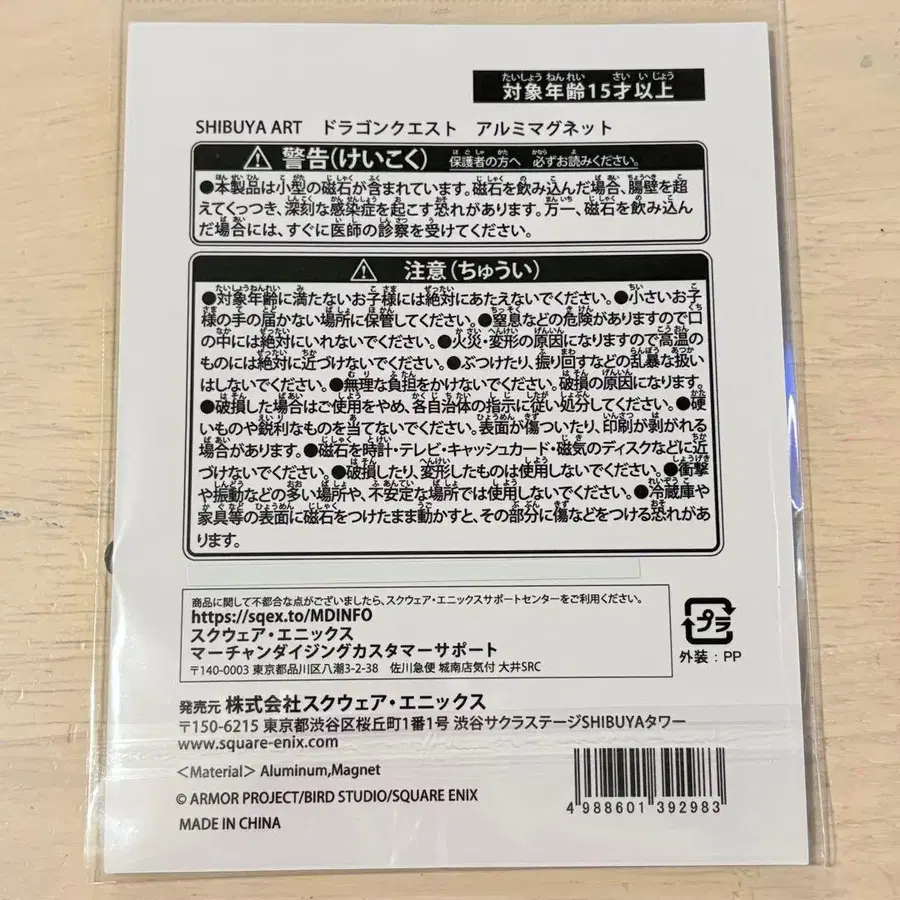 対象年齢15才以上
SHIBUYA ART ドラゴンクエスト アルミマグネット
⚠ 警告(けいこく) 保護者の方へ 必ずお読みください。
●本製品は小型の磁石が含まれています。磁石を飲み込んだ場合、腸壁を超
えてくっつき、深刻な感染症を起こす恐れがあります。万一、磁石を飲み込ん
だ場合には、すぐに医師の診察を受けてください。
⚠ 注意(ちゅうい)
●対象年齢に満たないお子様には絶対にあたえないでください。●小さいお子
様の手の届かない場所に保管してください。●窒息などの危険がありますので口
の中には絶対にいれないでください。●火災・変形の原因になりますので高温の
ものには絶対に近づけないでください。●ぶつけたり、振り回すなどの乱暴な扱い
はしないでください。●無理な負担をかけないでください。破損の原因になります。
●破損した場合はご使用をやめ、各自治体の指示に従い処分してください。●硬
いものや鋭利なものを当てないでください。表面が傷ついたり、印刷が剥がれる
場合があります。●磁石を時計・テレビ・キャッシュカード・磁気のディスクなどに近
づけないでください。●破損したり、変形したものは使用しないでください。●衝撃
や振動などの多い場所や、不安定な場所では使用しないでください。●冷蔵庫や
家具等の表面に磁石をつけたまま動かすと、その部分に傷などをつける恐れがあ
ります。
商品に関して不都合な点がございましたら、スクウェア・エニックスサポートセンターをご利用ください。
https://sqex.to/MDINFO
スクウェア・エニックス
マーチャンダイジングカスタマーサポート
〒140-0003 東京都品川区八潮3-2-38 佐川急便 城南店気付 大井SRC
プラ
外装：PP
発売元 株式会社スクウェア・エニックス
〒150-6215 東京都渋谷区桜丘町1番1号 渋谷サクラステージSHIBUYAタワー
www.square-enix.com
<Material> Aluminum,Magnet
© ARMOR PROJECT/BIRD STUDIO/SQUARE ENIX
MADE IN CHINA
4 988601 392983